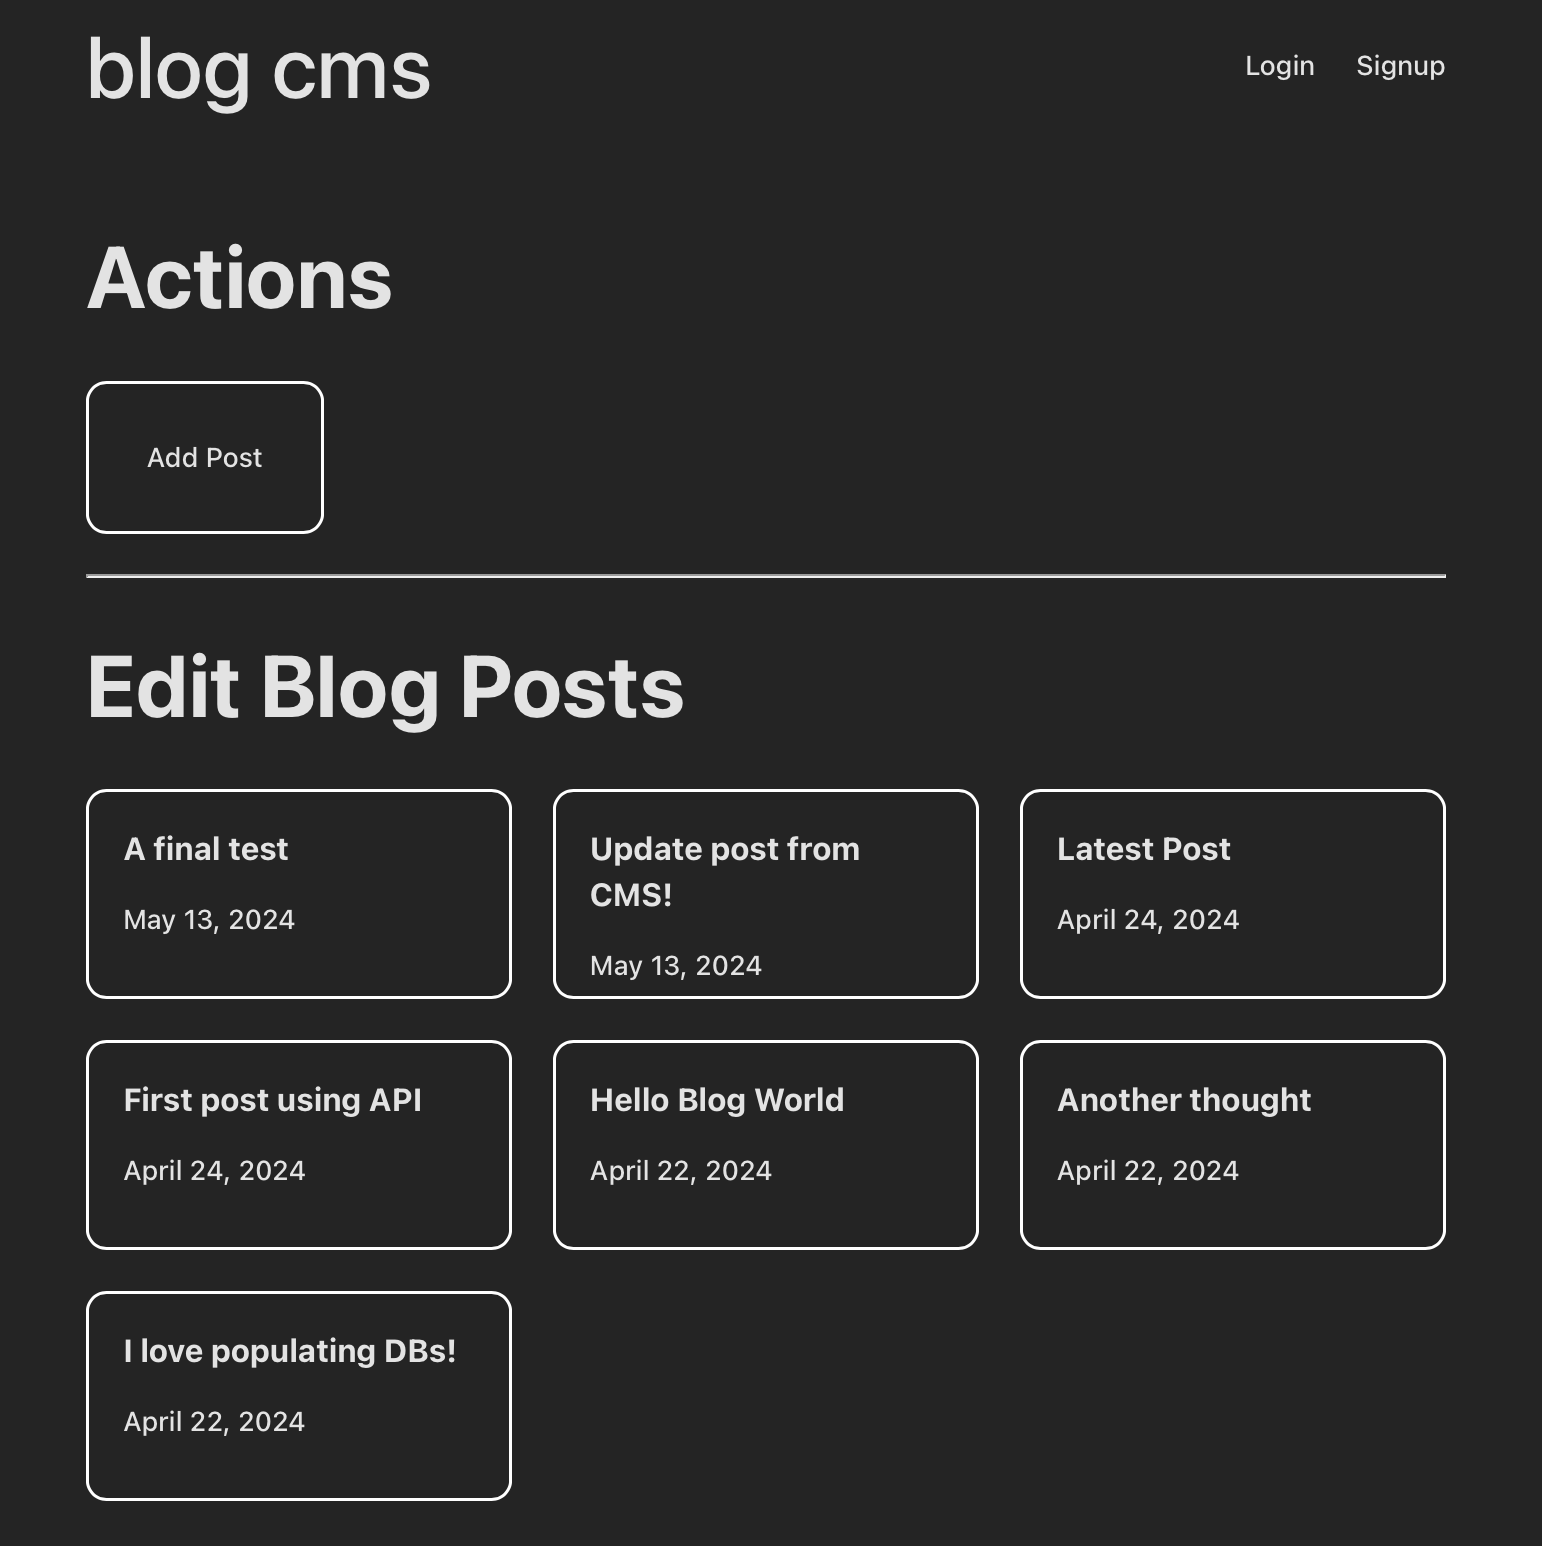 blog cms
Login Signup
Actions
Add Post
Edit Blog Posts
A final test
May 13, 2024
Update post from
CMS!
May 13, 2024
Latest Post
April 24, 2024
First post using API
April 24, 2024
Hello Blog World
April 22, 2024
Another thought
April 22, 2024
I love populating DBs!
April 22, 2024